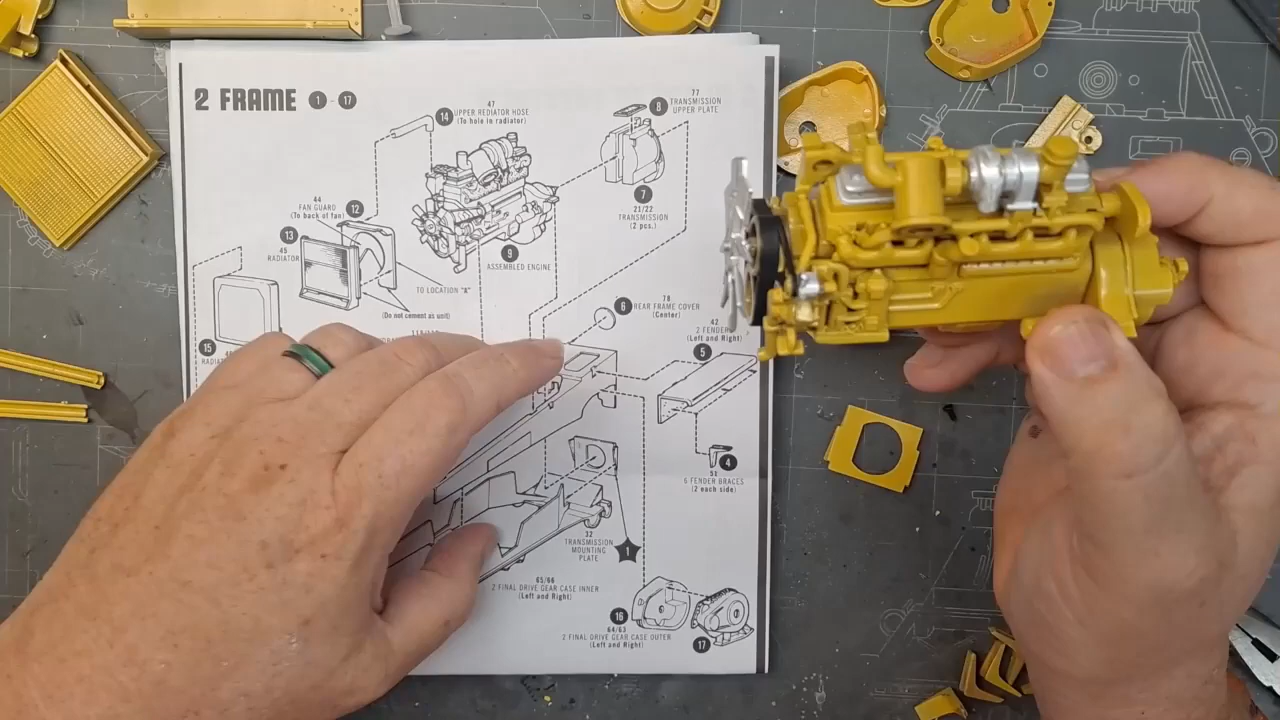 2 FRAME 1 - 17
14
47
UPPER REDIATOR HOSE
(To hole in radiator)
8
77
TRANSMISSION
UPPER PLATE
7
21/22
TRANSMISSION
(2 pcs.)
44
FAN GUARD
(To back of fan)
12
13
RADIATOR
9
ASSEMBLED ENGINE
TO LOCATION "A"
(Do not cement as unit)
6
78
REAR FRAME COVER
(Center)
42
2 FENDER
(Left and Right)
5
15
4
52
6 FENDER BRACES
(2 each side)
32
TRANSMISSION
MOUNTING
PLATE
1
65/66
2 FINAL DRIVE GEAR CASE INNER
(Left and Right)
16
64/63
2 FINAL DRIVE GEAR CASE OUTER
(Left and Right)
17